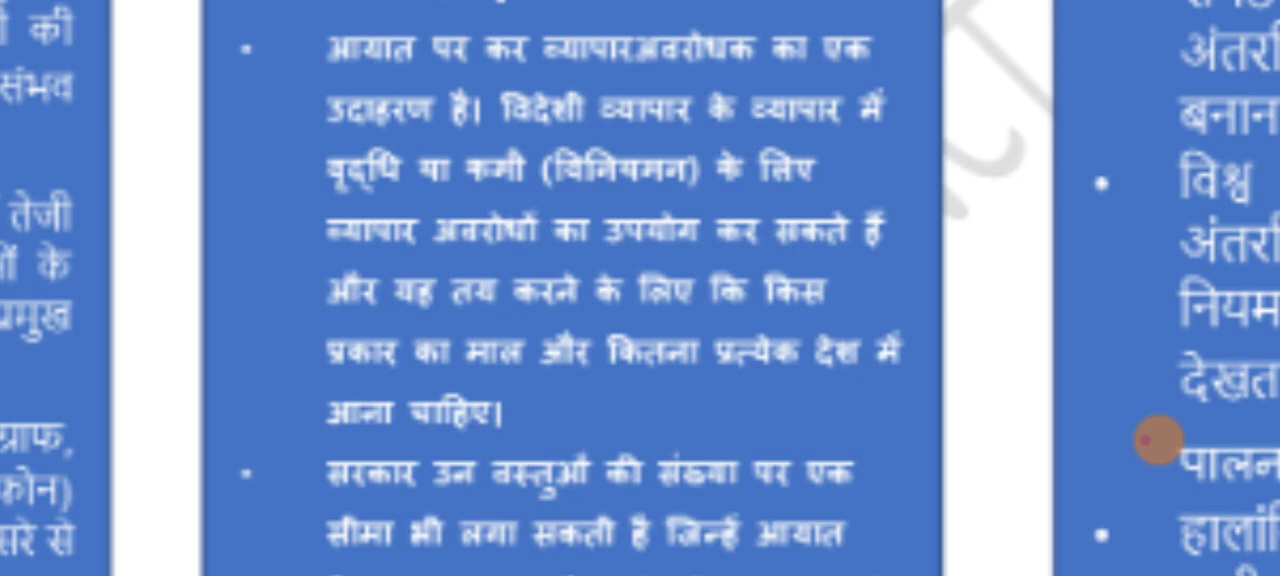 की
संभव
तेजी
के
ग्राफ,
फोन)
सरे से
• आयात पर कर व्यापारअवरोधक का एक
उदाहरण है। विदेशी व्यापार के व्यापार में
वृद्धि या कमी (विनियमन) के लिए
व्यापार अवरोधों का उपयोग कर सकते हैं
और यह तय करने के लिए कि किस
प्रकार का माल और कितना प्रत्येक देश में
आना चाहिए।
• सरकार उन वस्तुओं की संख्या पर एक
सीमा भी लगा सकती है जिन्हें आयात
अंतर्रा
बनान
• विश्व
अंतर्रा
नियम
देखत
पालन
• हालां